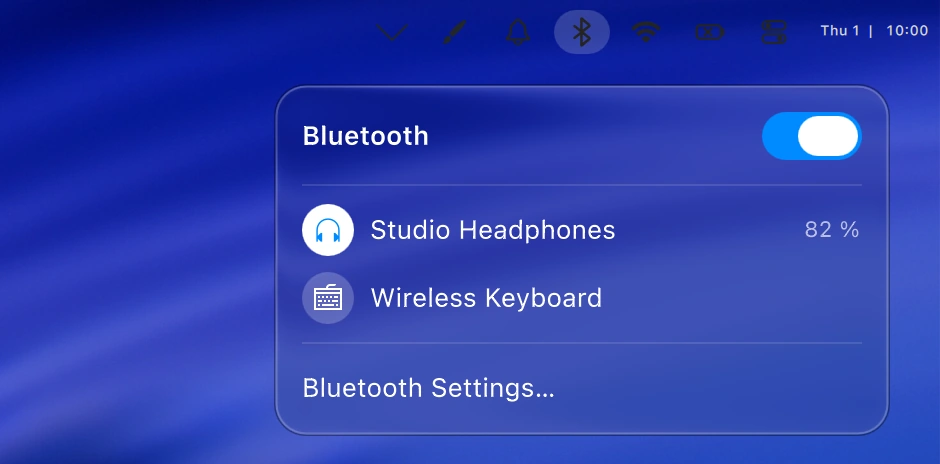 Thu 1 | 10:00
Bluetooth
Studio Headphones 82 %
Wireless Keyboard
Bluetooth Settings...